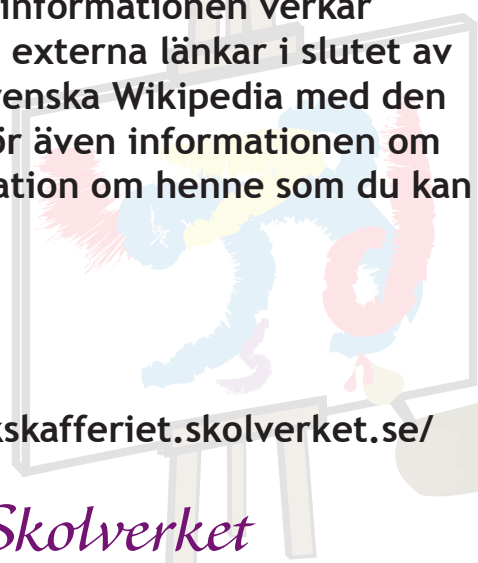 informationen verkar
externa länkar i slutet av
venska Wikipedia med den
ör även informationen om
ation om henne som du kan
kskafferiet.skolverket.se/
Skolverket